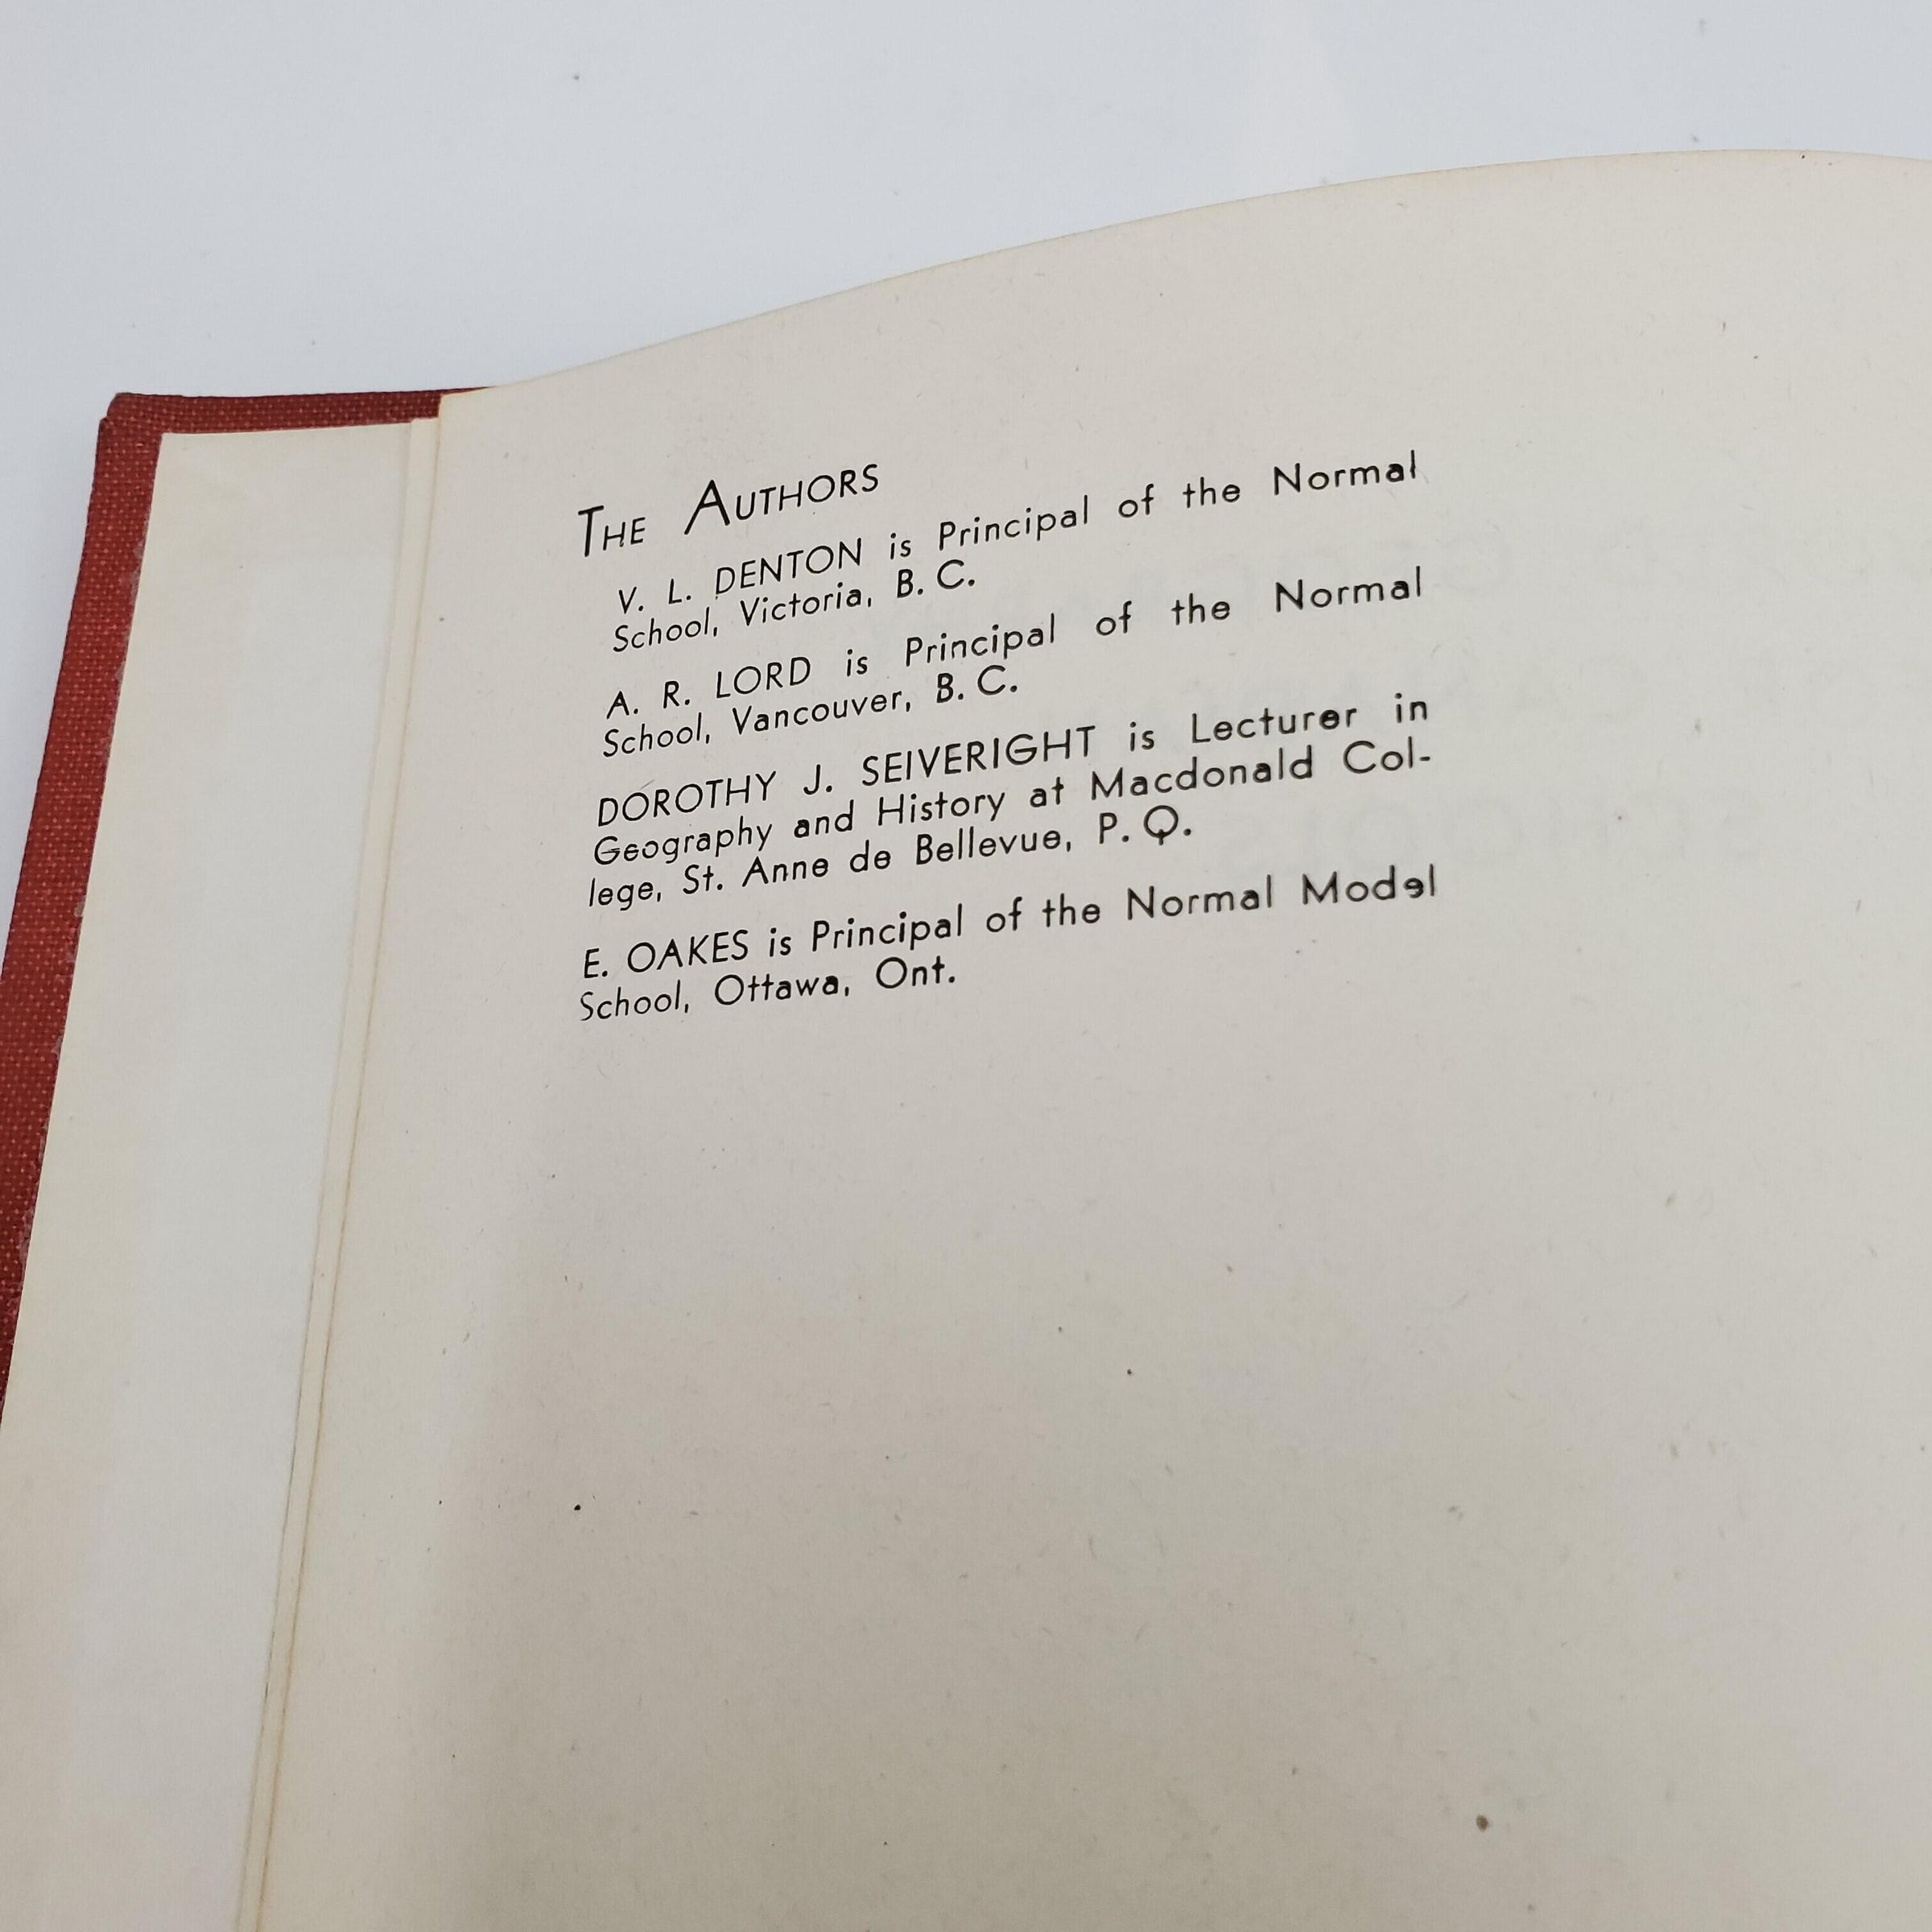 THE AUTHORS
V. L. DENTON is Principal of the Normal
School, Victoria, B. C.
A. R. LORD is Principal of the Normal
School, Vancouver, B. C.
DOROTHY J. SEIVERIGHT is Lecturer in
Geography and History at Macdonald Col-
lege, St. Anne de Bellevue, P. Q.
E. OAKES is Principal of the Normal Model
School, Ottawa, Ont.